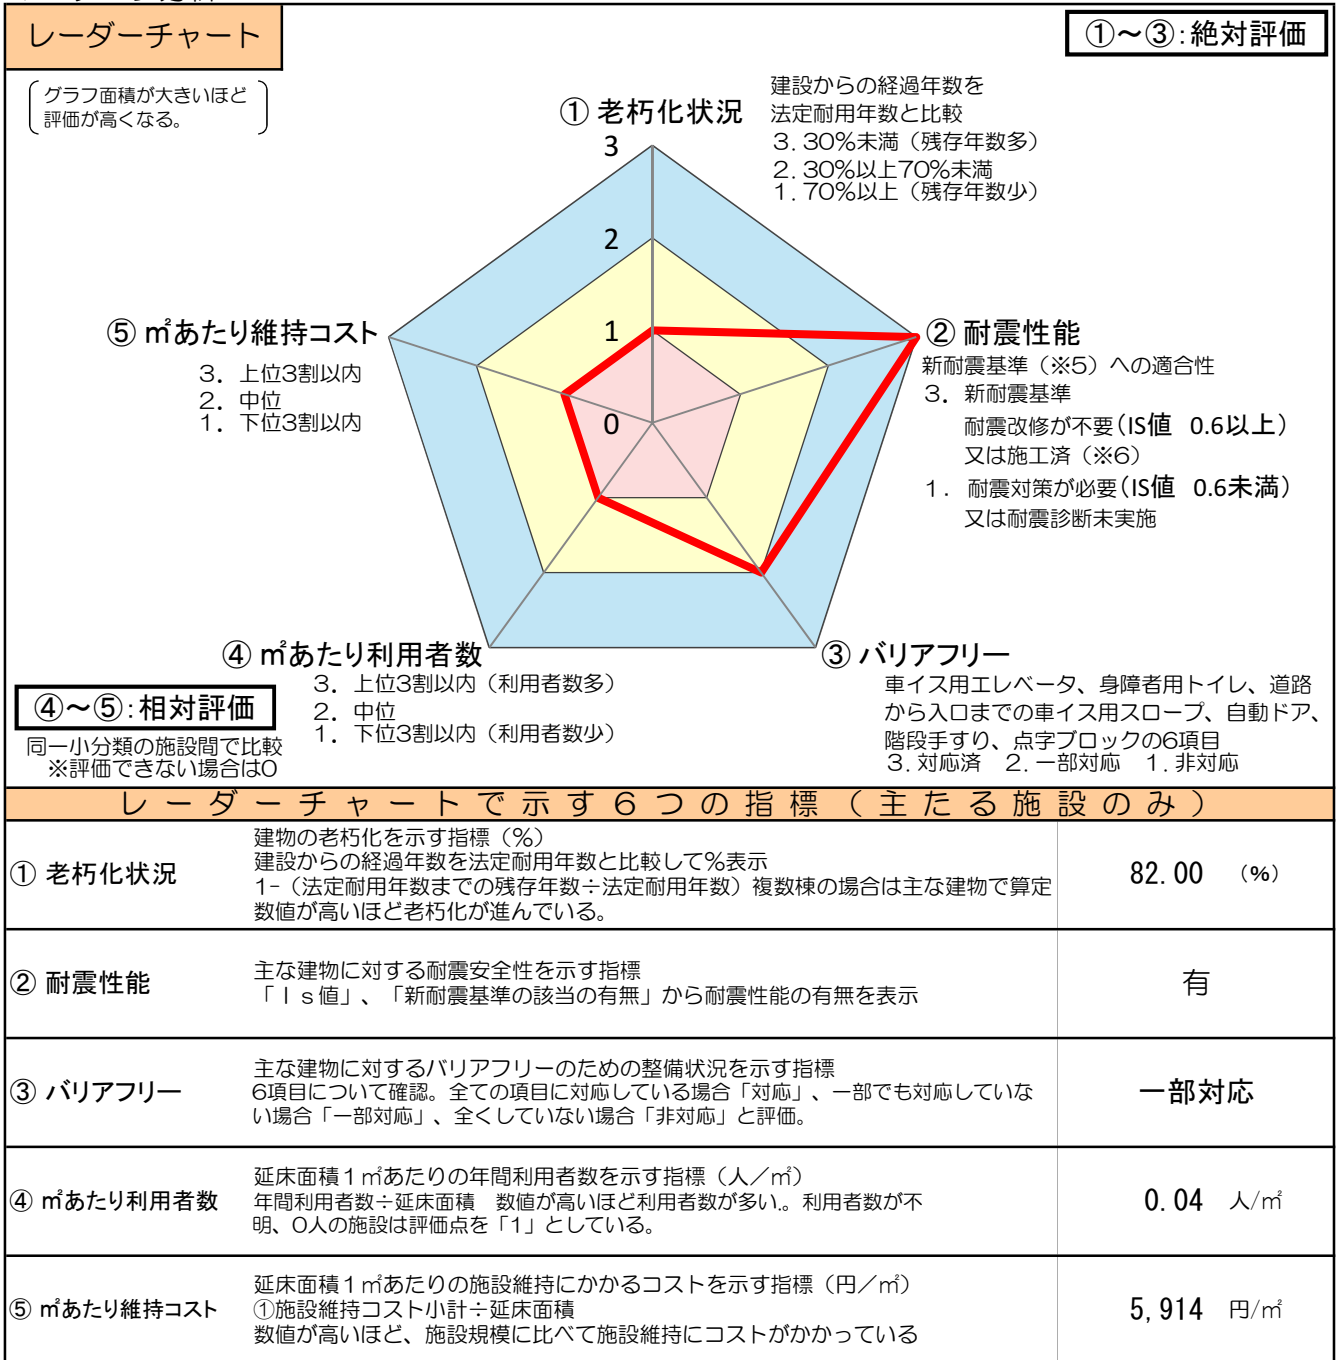 レーダーチャート
①～③:絶対評価
グラフ面積が大きいほど
評価が高くなる。
① 老朽化状況
建設からの経過年数を
法定耐用年数と比較
3. 30%未満（残存年数多）
2. 30%以上70%未満
1. 70%以上（残存年数少）
3
2
1
0
② 耐震性能
新耐震基準（※5）への適合性
3. 新耐震基準
耐震改修が不要(IS値 0.6以上)
又は施工済（※6）
1. 耐震対策が必要(IS値 0.6未満)
又は耐震診断未実施
⑤ ㎡あたり維持コスト
3. 上位3割以内
2. 中位
1. 下位3割以内
③ バリアフリー
車イス用エレベータ、身障者用トイレ、道路
から入口までの車イス用スロープ、自動ドア、
階段手すり、点字ブロックの6項目
3. 対応済 2. 一部対応 1. 非対応
④ ㎡あたり利用者数
3. 上位3割以内（利用者数多）
2. 中位
1. 下位3割以内（利用者数少）
④～⑤:相対評価
同一小分類の施設間で比較
※評価できない場合は0
レーダーチャートで示す6つの指標（主たる施設のみ）
① 老朽化状況
建物の老朽化を示す指標（%）
建設からの経過年数を法定耐用年数と比較して%表示
1-（法定耐用年数までの残存年数÷法定耐用年数）複数棟の場合は主な建物で算定
数値が高いほど老朽化が進んでいる。
82.00 (%)
② 耐震性能
主な建物に対する耐震安全性を示す指標
「Ｉｓ値」、「新耐震基準の該当の有無」から耐震性能の有無を表示
有
③ バリアフリー
主な建物に対するバリアフリーのための整備状況を示す指標
6項目について確認。全ての項目に対応している場合「対応」、一部でも対応していな
い場合「一部対応」、全くしていない場合「非対応」と評価。
一部対応
④ ㎡あたり利用者数
延床面積１㎡あたりの年間利用者数を示す指標（人／㎡）
年間利用者数÷延床面積 数値が高いほど利用者数が多い。利用者数が不
明、0人の施設は評価点を「1」としている。
0.04 人/㎡
⑤ ㎡あたり維持コスト
延床面積１㎡あたりの施設維持にかかるコストを示す指標（円／㎡）
①施設維持コスト小計÷延床面積
数値が高いほど、施設規模に比べて施設維持にコストがかかっている
5,914 円/㎡